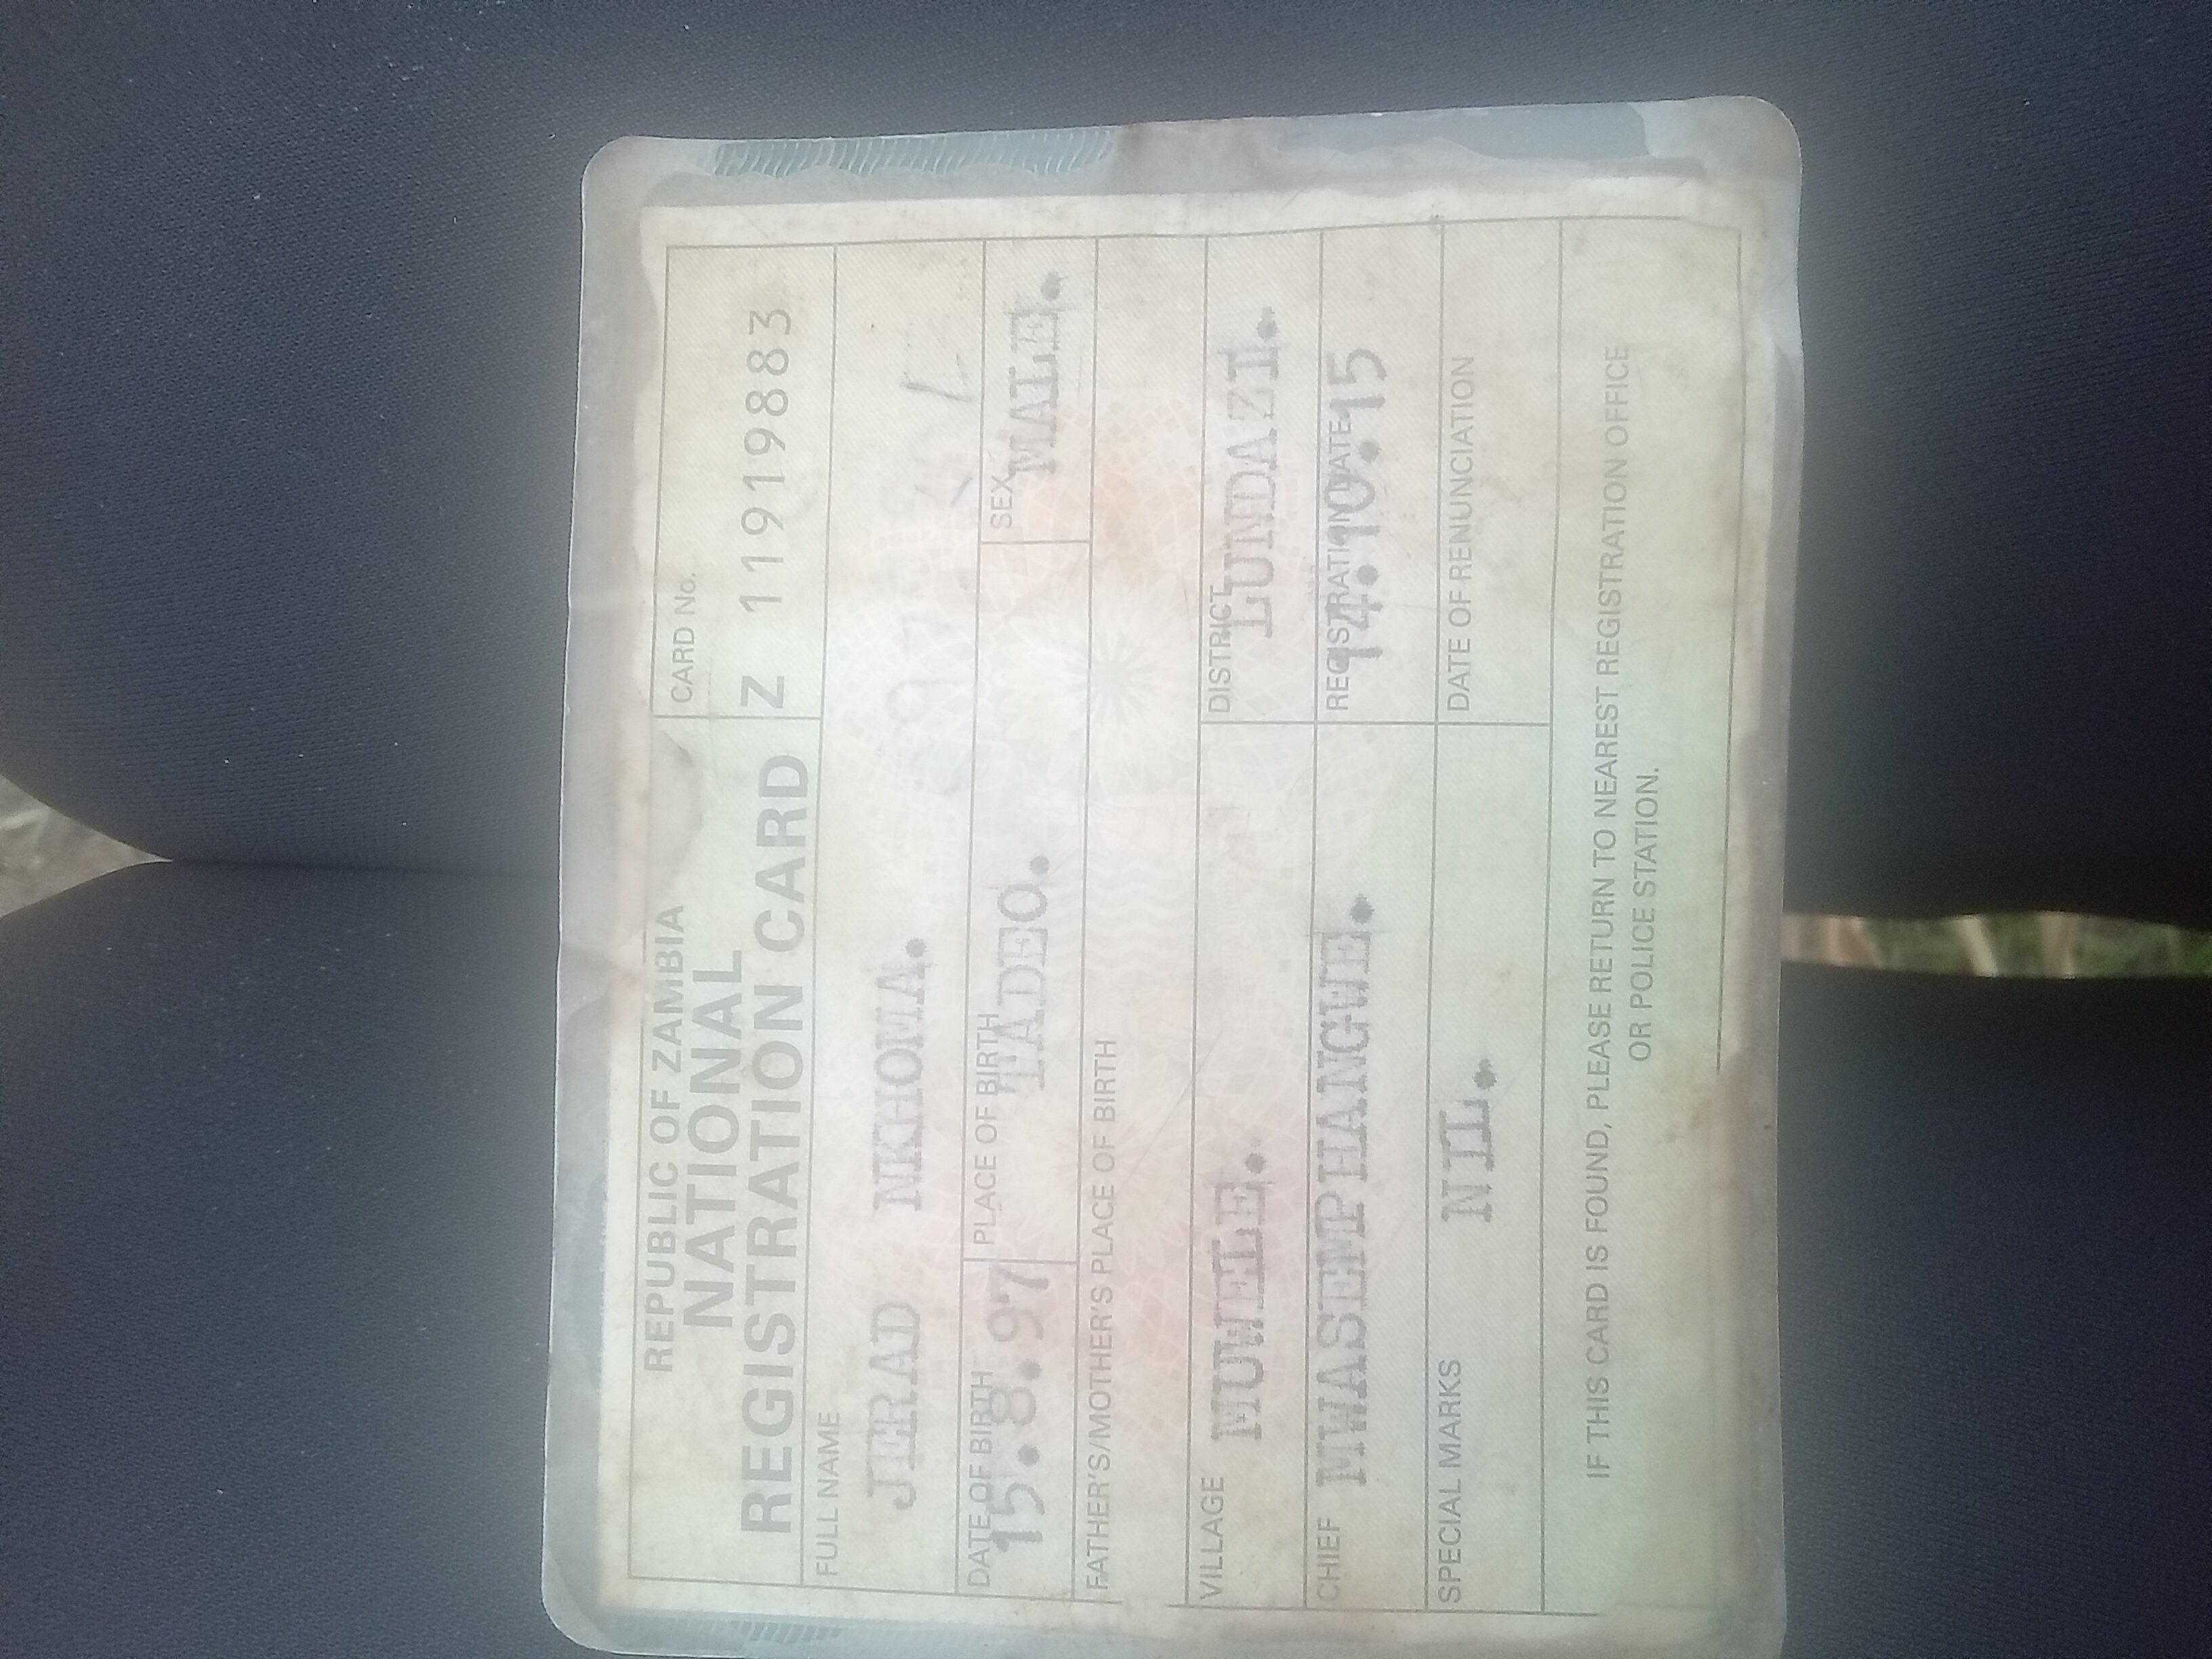 REPUBLIC OF ZAMBIA
NATIONAL
REGISTRATION CARD
CARD No.
Z 11919883
FULL NAME
JERAD NKHOMA.
DATE OF BIRTH
15.8.97
PLACE OF BIRTH
TADEO.
SEX
MALE.
FATHER'S/MOTHER'S PLACE OF BIRTH
VILLAGE
MUWELE.
DISTRICT
LUNDAZI.
CHIEF
MWASEMPHANGWE.
REGISTRATION DATE
14.10.15
SPECIAL MARKS
NIL.
DATE OF RENUNCIATION
IF THIS CARD IS FOUND, PLEASE RETURN TO NEAREST REGISTRATION OFFICE
OR POLICE STATION.